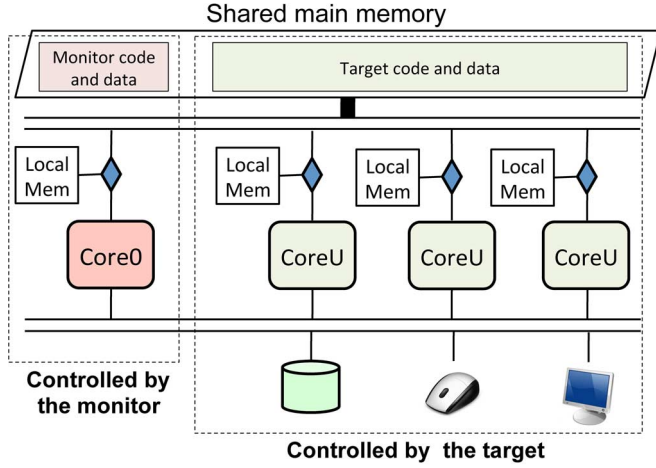 Shared main memory
Monitor code
and data
Target code and data
Local
Mem
Local
Mem
Local
Mem
Local
Mem
Core0
CoreU
CoreU
CoreU
Controlled by
the monitor
Controlled by the target